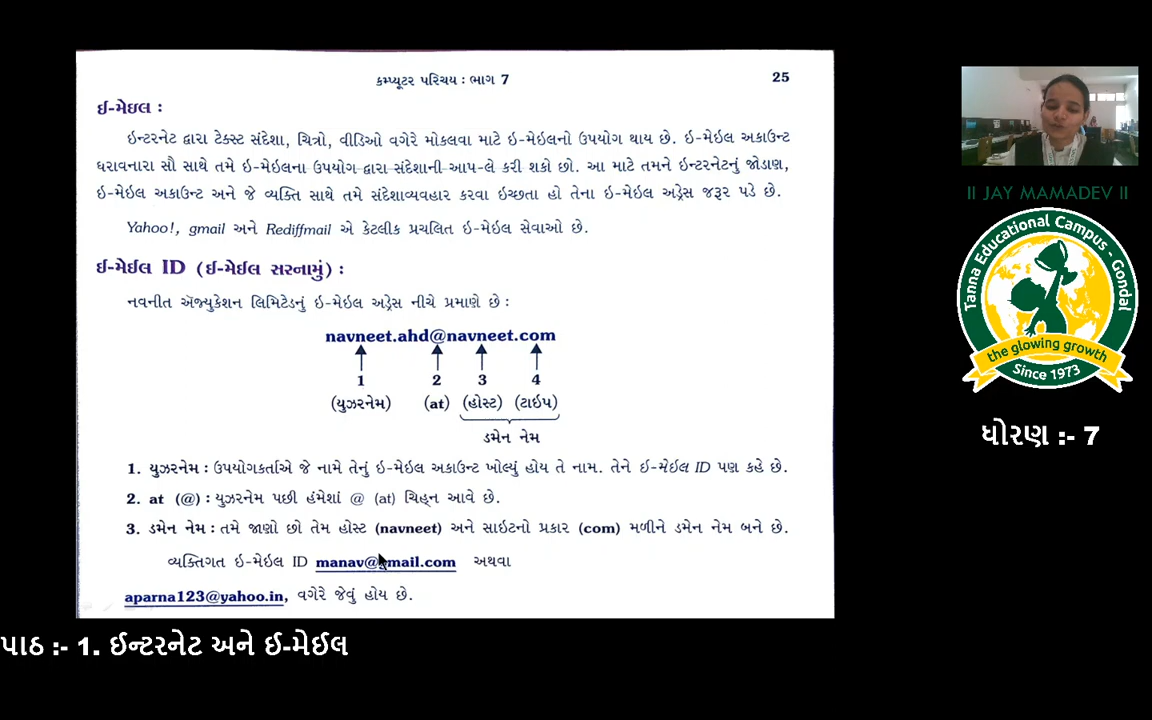 કમ્પ્યૂટર પરિચય : ભાગ 7
25
ઈ-મેઇલ :
ઇન્ટરનેટ દ્વારા ટેક્સ્ટ સંદેશા, ચિત્રો, વીડિઓ વગેરે મોકલવા માટે ઇ-મેઇલનો ઉપયોગ થાય છે. ઇ-મેઇલ અકાઉન્ટ
ધરાવનારા સૌ સાથે તમે ઇ-મેઇલના ઉપયોગ દ્વારા સંદેશાની આપ-લે કરી શકો છો. આ માટે તમને ઇન્ટરનેટનું જોડાણ,
ઇ-મેઇલ અકાઉન્ટ અને જે વ્યક્તિ સાથે તમે સંદેશાવ્યવહાર કરવા ઇચ્છતા હો તેના ઇ-મેઇલ અડ્રેસ જરૂર પડે છે.
Yahoo!, gmail અને Rediffmail એ કેટલીક પ્રચલિત ઇ-મેઇલ સેવાઓ છે.
ઈ-મેઈલ ID (ઈ-મેઈલ સરનામું) :
નવનીત ઍજ્યુકેશન લિમિટેડનું ઇ-મેઇલ અડ્રેસ નીચે પ્રમાણે છે :
navneet.ahd@navneet.com
1 2 3 4
(યુઝરનેમ) (at) (હોસ્ટ) (ટાઇપ)
ડમેન નેમ
1. યુઝરનેમ : ઉપયોગકર્તાએ જે નામે તેનું ઇ-મેઇલ અકાઉન્ટ ખોલ્યું હોય તે નામ. તેને ઇ-મેઇલ ID પણ કહે છે.
2. at (@) : યુઝરનેમ પછી હંમેશાં @ (at) ચિહ્ન આવે છે.
3. ડમેન નેમ : તમે જાણો છો તેમ હોસ્ટ (navneet) અને સાઇટનો પ્રકાર (com) મળીને ડમેન નેમ બને છે.
વ્યક્તિગત ઇ-મેઇલ ID manav@gmail.com અથવા
aparna123@yahoo.in, વગેરે જેવું હોય છે.
પાઠ :- 1. ઈન્ટરનેટ અને ઈ-મેઈલ
II JAY MAMADEV II
Tanna Educational Campus - Gondal
the glowing growth
Since 1973
ધોરણ :- 7